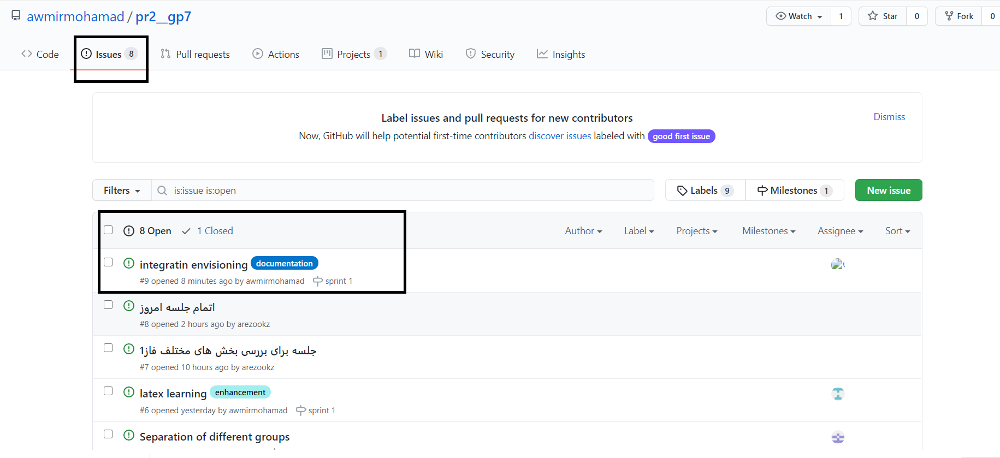 awmirmohamad / pr2__gp7
Watch 1 Star 0 Fork 0
Code Issues 8 Pull requests Actions Projects 1 Wiki Security Insights
Label issues and pull requests for new contributors
Dismiss
Now, GitHub will help potential first-time contributors discover issues labeled with good first issue
Filters is:issue is:open Labels 9 Milestones 1 New issue
8 Open 1 Closed Author Label Projects Milestones Assignee Sort
integratin envisioning documentation
#9 opened 8 minutes ago by awmirmohamad sprint 1
اتمام جلسه امروز
#8 opened 2 hours ago by arezookz
جلسه برای بررسی بخش های مختلف فاز1
#7 opened 10 hours ago by arezookz
latex learning enhancement
#6 opened yesterday by awmirmohamad sprint 1
Separation of different groups